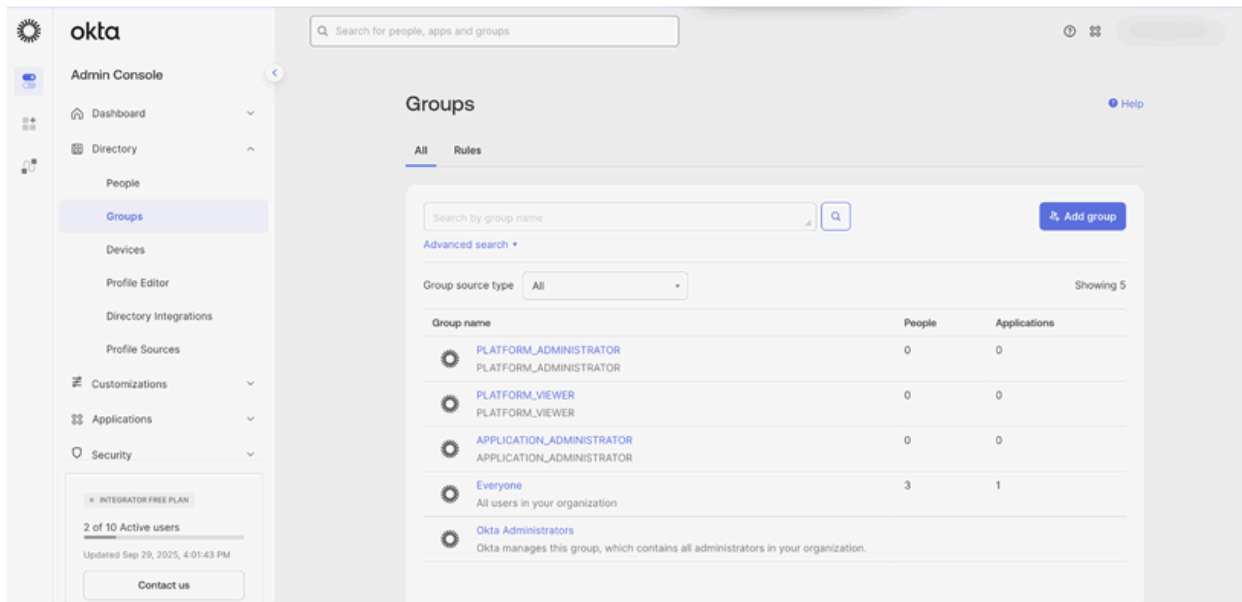 okta
Search for people, apps and groups
Admin Console
Dashboard
Directory
People
Groups
Devices
Profile Editor
Directory Integrations
Profile Sources
Customizations
Applications
Security
INTEGRATOR FREE PLAN
2 of 10 Active users
Updated Sep 29, 2025, 4:01:43 PM
Contact us
Groups
Help
All Rules
Search by group name
Add group
Advanced search
Group source type All Showing 5
Group name People Applications
PLATFORM_ADMINISTRATOR 0 0
PLATFORM_ADMINISTRATOR
PLATFORM_VIEWER 0 0
PLATFORM_VIEWER
APPLICATION_ADMINISTRATOR 0 0
APPLICATION_ADMINISTRATOR
Everyone 3 1
All users in your organization
Okta Administrators
Okta manages this group, which contains all administrators in your organization.